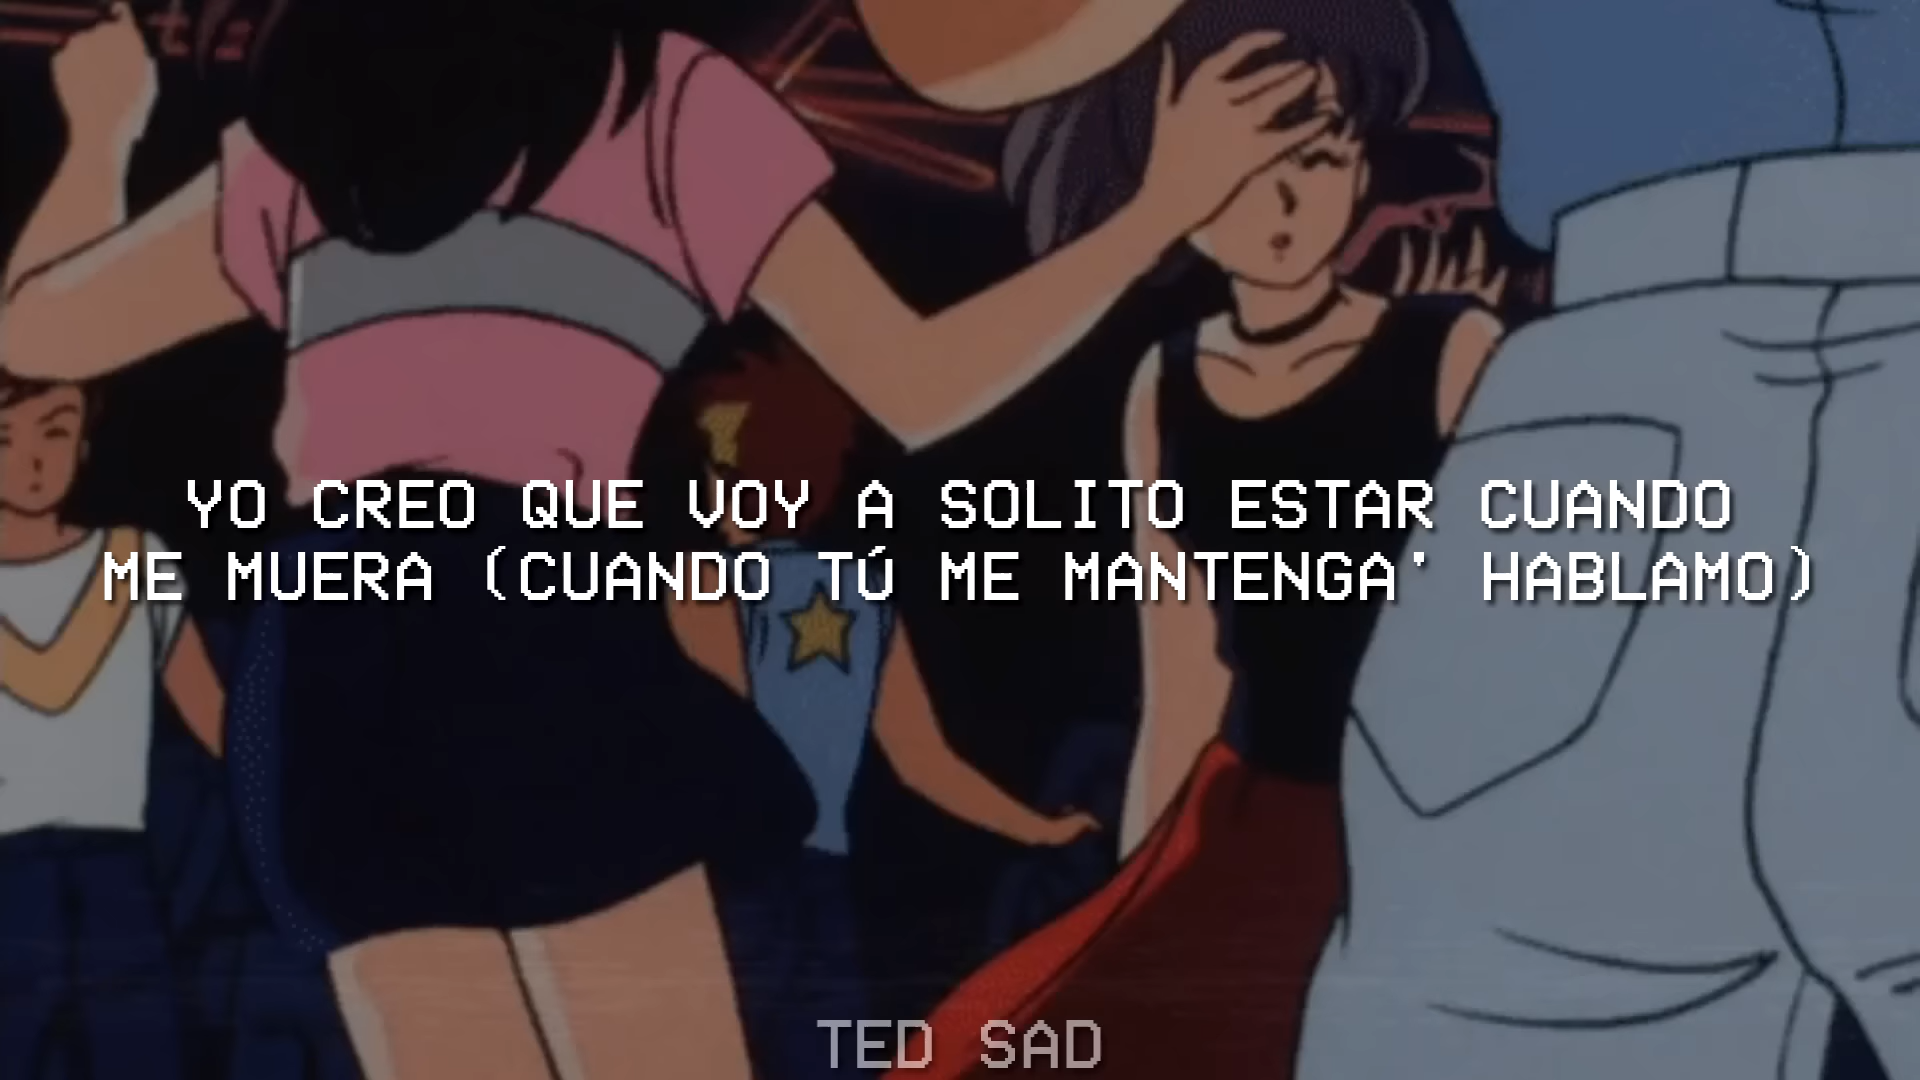 YO CREO QUE VOY A SOLITO ESTAR CUANDO
ME MUERA (CUANDO TÚ ME MANTENGA' HABLAMO)
TED SAD